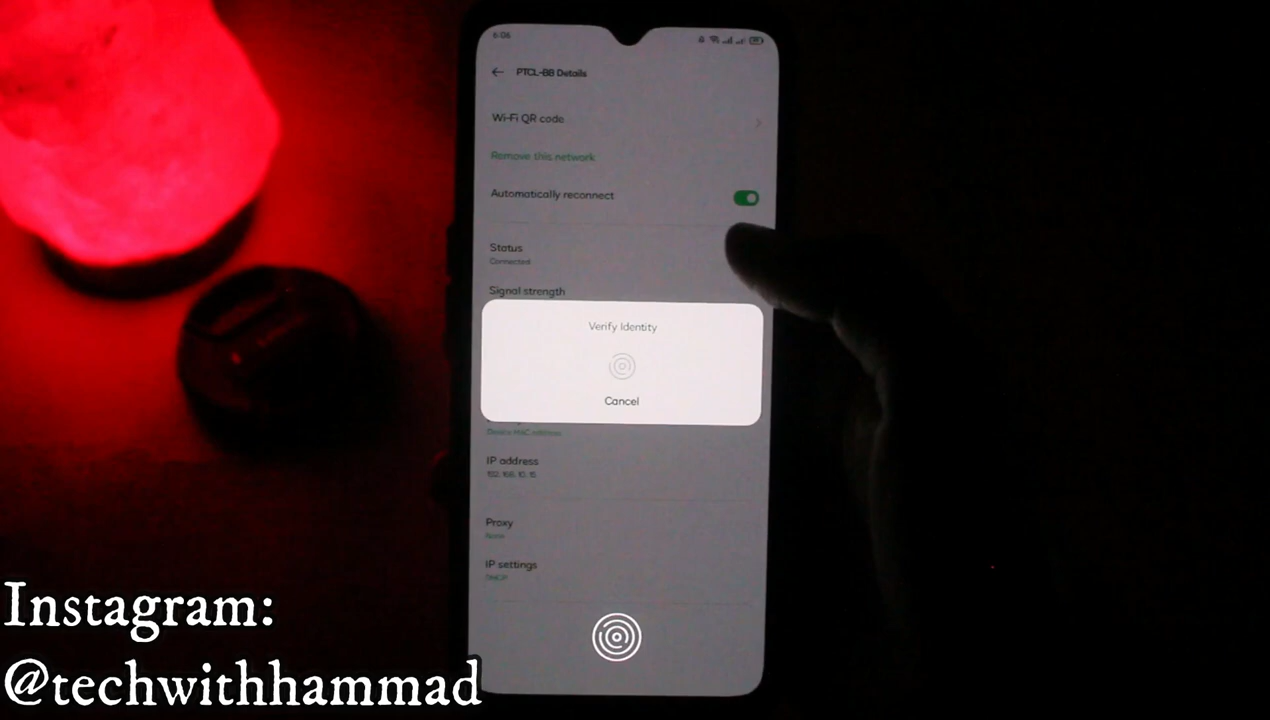 6:06
PTCL-BB Details
Wi-Fi QR code
Remove this network
Automatically reconnect
Status
Connected
Signal strength
Verify Identity
Cancel
Device MAC address
IP address
192.168.10.15
Proxy
None
IP settings
DHCP
Instagram:
@techwithhammad